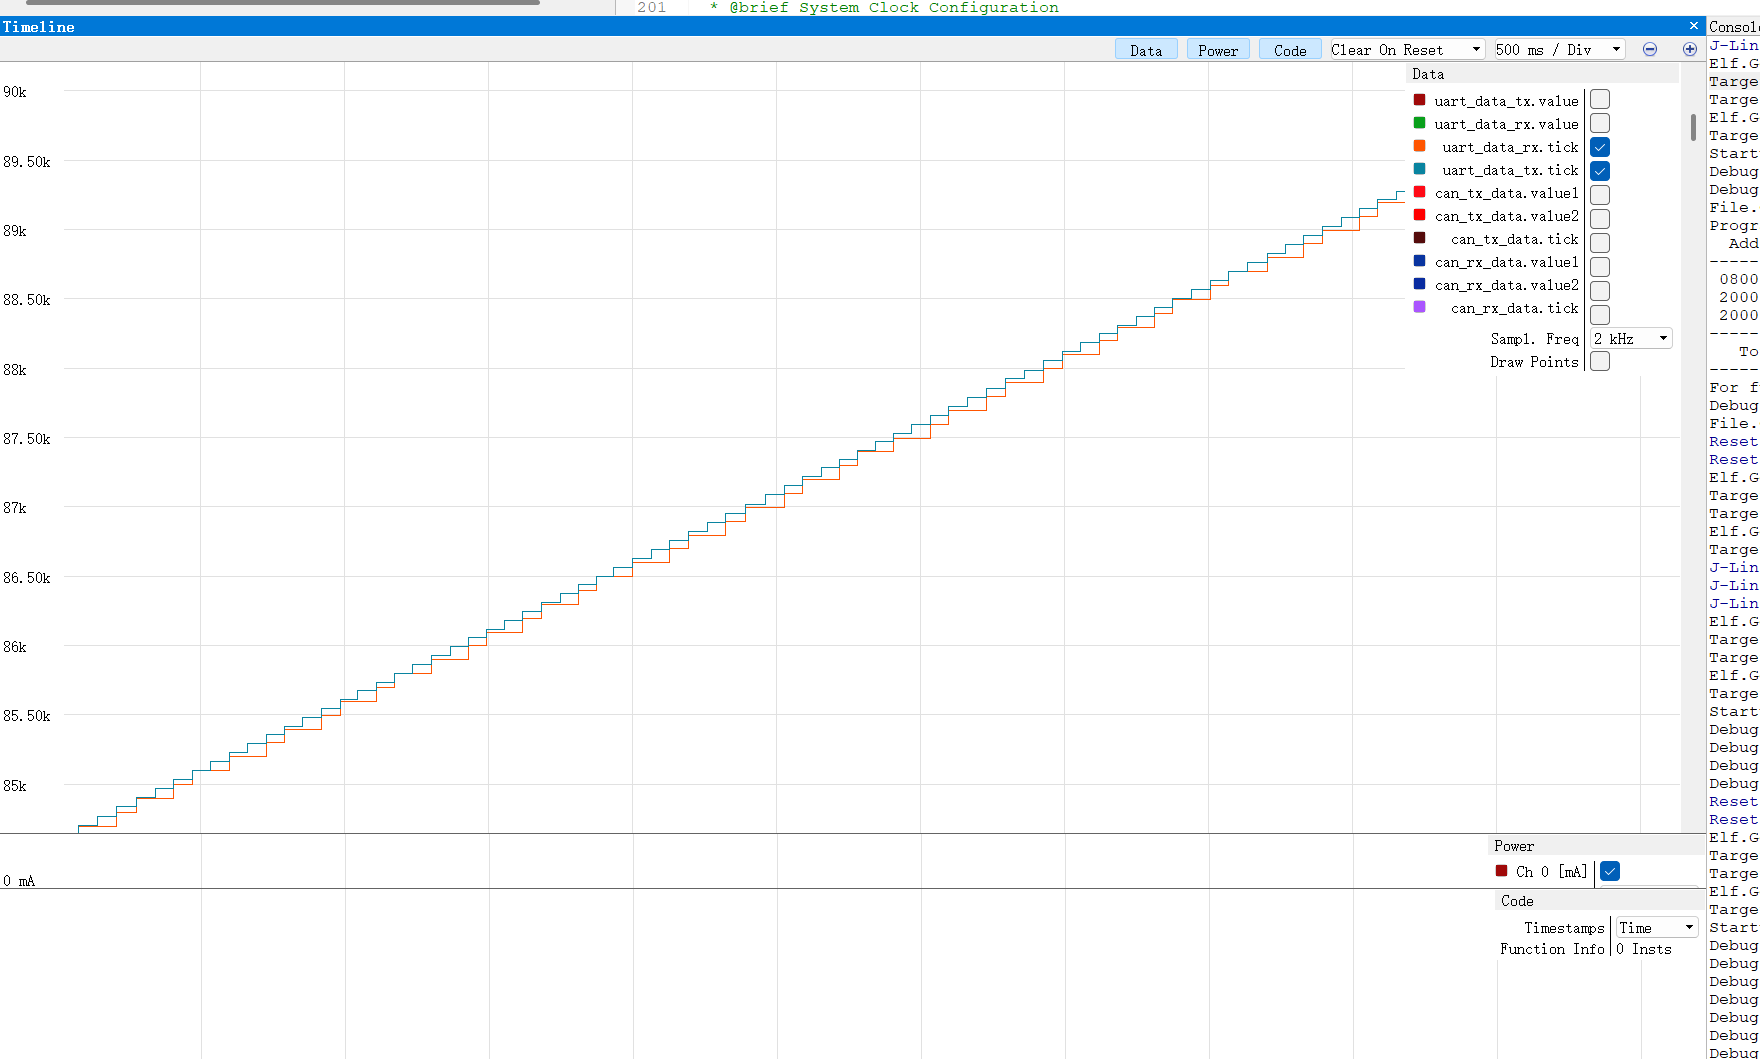 201 * @brief System Clock Configuration
Timeline
Data Power Code Clear On Reset 500 ms / Div
90k
89.50k
89k
88.50k
88k
87.50k
87k
86.50k
86k
85.50k
85k
0 mA
Data
uart_data_tx.value
uart_data_rx.value
uart_data_rx.tick
uart_data_tx.tick
can_tx_data.value1
can_tx_data.value2
can_tx_data.tick
can_rx_data.value1
can_rx_data.value2
can_rx_data.tick
Sampl. Freq 2 kHz
Draw Points
Power
Ch 0 [mA]
Code
Timestamps Time
Function Info 0 Insts
Consol
J-Lin
Elf.G
Targe
Targe
Elf.G
Targe
Start
Debug
Debug
File.
Progr
Add
-----
0800
2000
2000
-----
To
-----
For f
Debug
File.
Reset
Reset
Elf.G
Targe
Targe
Elf.G
Targe
J-Lin
J-Lin
J-Lin
Elf.G
Targe
Targe
Elf.G
Targe
Start
Debug
Debug
Debug
Debug
Reset
Reset
Elf.G
Targe
Targe
Elf.G
Targe
Start
Debug
Debug
Debug
Debug
Debug
Debug
Debug